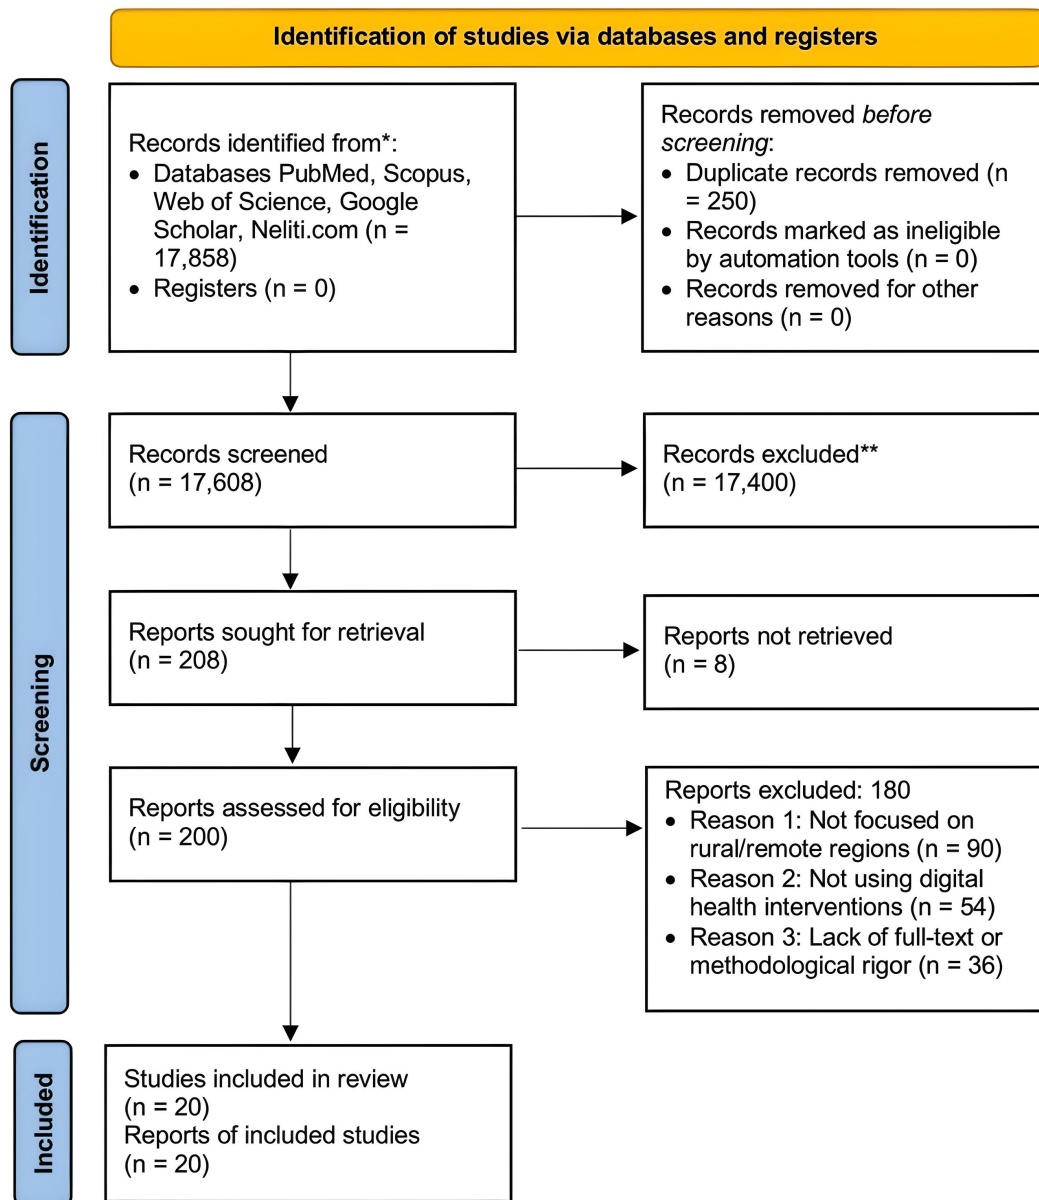 Identification of studies via databases and registers
Identification
Records identified from*:
• Databases PubMed, Scopus,
Web of Science, Google
Scholar, Neliti.com (n =
17,858)
• Registers (n = 0)
Records removed before
screening:
• Duplicate records removed (n
= 250)
• Records marked as ineligible
by automation tools (n = 0)
• Records removed for other
reasons (n = 0)
Screening
Records screened
(n = 17,608)
Records excluded**
(n = 17,400)
Reports sought for retrieval
(n = 208)
Reports not retrieved
(n = 8)
Reports assessed for eligibility
(n = 200)
Reports excluded: 180
• Reason 1: Not focused on
rural/remote regions (n = 90)
• Reason 2: Not using digital
health interventions (n = 54)
• Reason 3: Lack of full-text or
methodological rigor (n = 36)
Included
Studies included in review
(n = 20)
Reports of included studies
(n = 20)